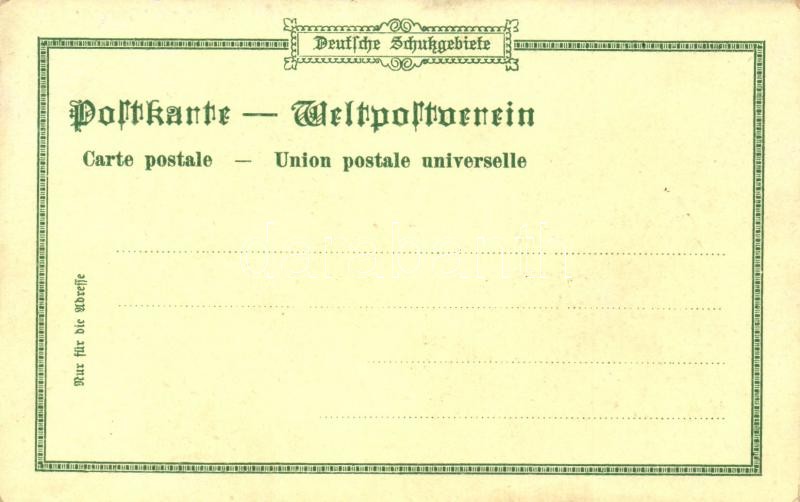 Deutsche Schutzgebiete
Postkarte — Weltpostverein
Carte postale — Union postale universelle
Nur für die Adresse